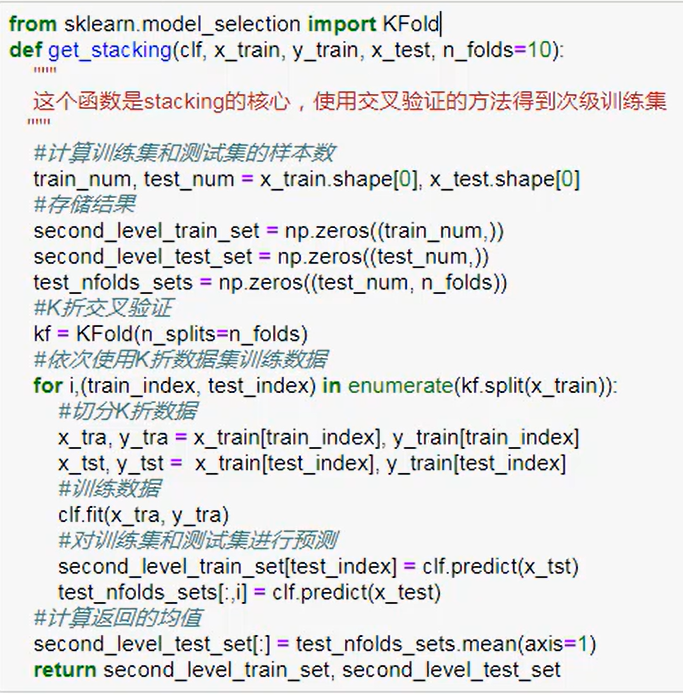 from sklearn.model_selection import KFold
def get_stacking(clf, x_train, y_train, x_test, n_folds=10):
"""
这个函数是stacking的核心，使用交叉验证的方法得到次级训练集
"""
#计算训练集和测试集的样本数
train_num, test_num = x_train.shape[0], x_test.shape[0]
#存储结果
second_level_train_set = np.zeros((train_num,))
second_level_test_set = np.zeros((test_num,))
test_nfolds_sets = np.zeros((test_num, n_folds))
#K折交叉验证
kf = KFold(n_splits=n_folds)
#依次使用K折数据集训练数据
for i,(train_index, test_index) in enumerate(kf.split(x_train)):
#切分K折数据
x_tra, y_tra = x_train[train_index], y_train[train_index]
x_tst, y_tst =  x_train[test_index], y_train[test_index]
#训练数据
clf.fit(x_tra, y_tra)
#对训练集和测试集进行预测
second_level_train_set[test_index] = clf.predict(x_tst)
test_nfolds_sets[:,i] = clf.predict(x_test)
#计算返回的均值
second_level_test_set[:] = test_nfolds_sets.mean(axis=1)
return second_level_train_set, second_level_test_set